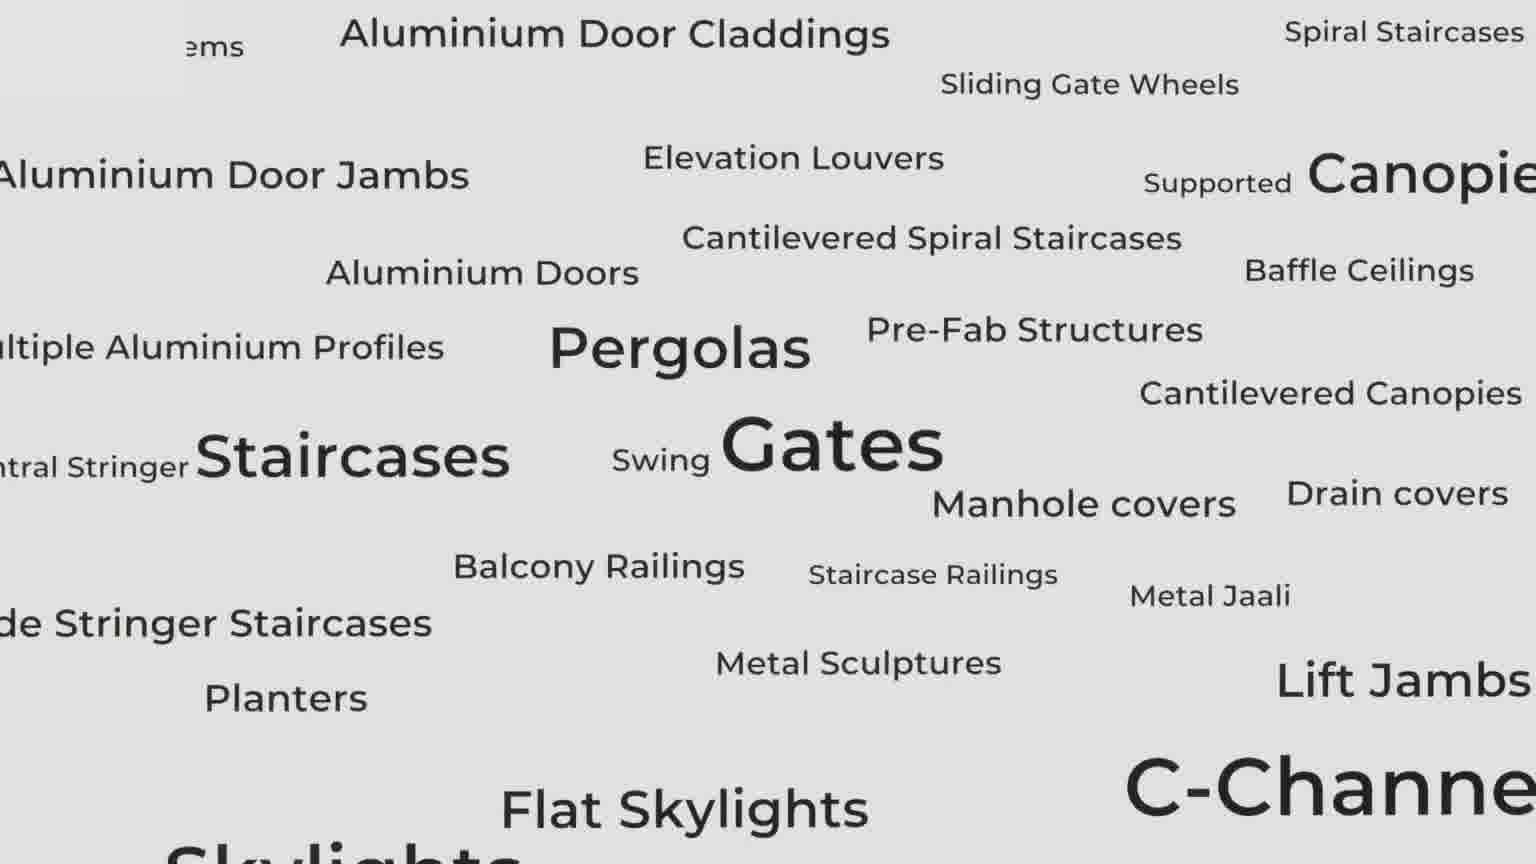 Aluminium Door Claddings
Spiral Staircases
ems
Sliding Gate Wheels
Elevation Louvers
Aluminium Door Jambs
Supported Canopie
Cantilevered Spiral Staircases
Aluminium Doors
Baffle Ceilings
Pre-Fab Structures
ltiple Aluminium Profiles
Pergolas
Cantilevered Canopies
ntral Stringer Staircases
Swing Gates
Manhole covers
Drain covers
Balcony Railings
Staircase Railings
Metal Jaali
de Stringer Staircases
Metal Sculptures
Lift Jambs
Planters
C-Channe
Flat Skylights
Skylights